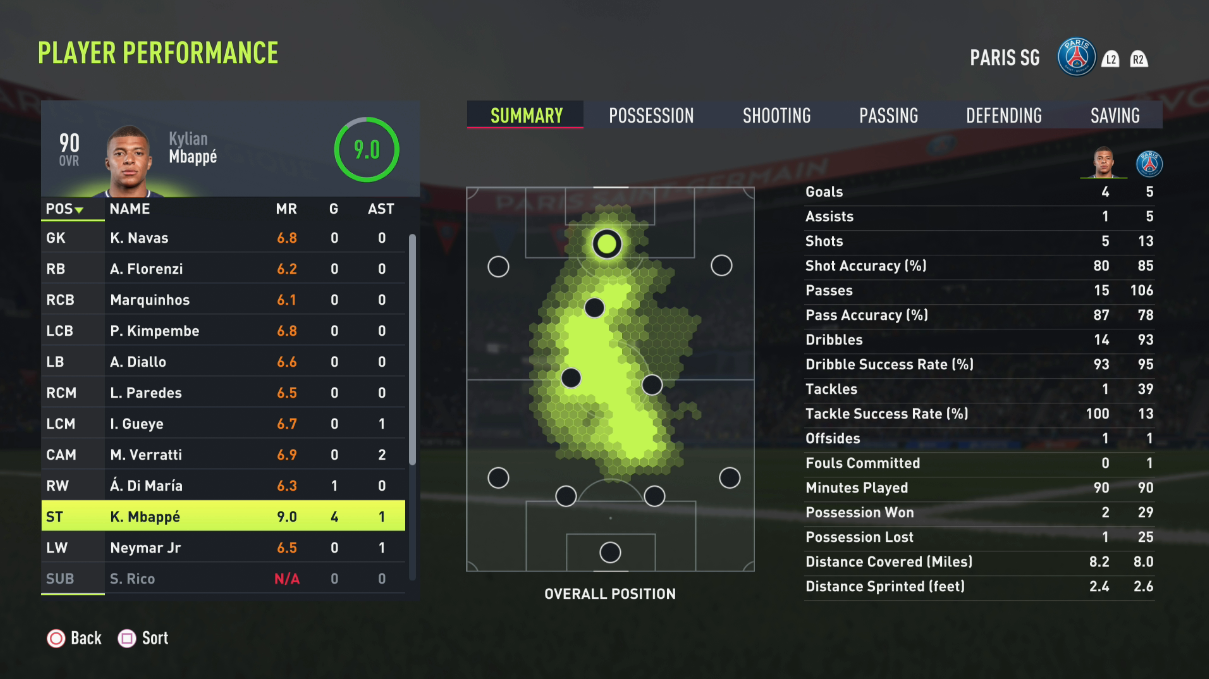 PLAYER PERFORMANCE
PARIS SG
PARIS
L2
R2
90
OVR
Kylian
Mbappé
9.0
SUMMARY POSSESSION SHOOTING PASSING DEFENDING SAVING
POS NAME MR G AST
GK K. Navas 6.8 0 0
RB A. Florenzi 6.2 0 0
RCB Marquinhos 6.1 0 0
LCB P. Kimpembe 6.8 0 0
LB A. Diallo 6.6 0 0
RCM L. Paredes 6.5 0 0
LCM I. Gueye 6.7 0 1
CAM M. Verratti 6.9 0 2
RW Á. Di María 6.3 1 0
ST K. Mbappé 9.0 4 1
LW Neymar Jr 6.5 0 1
SUB S. Rico N/A 0 0
OVERALL POSITION
Goals 4 5
Assists 1 5
Shots 5 13
Shot Accuracy (%) 80 85
Passes 15 106
Pass Accuracy (%) 87 78
Dribbles 14 93
Dribble Success Rate (%) 93 95
Tackles 1 39
Tackle Success Rate (%) 100 13
Offsides 1 1
Fouls Committed 0 1
Minutes Played 90 90
Possession Won 2 29
Possession Lost 1 25
Distance Covered (Miles) 8.2 8.0
Distance Sprinted (feet) 2.4 2.6
Back Sort